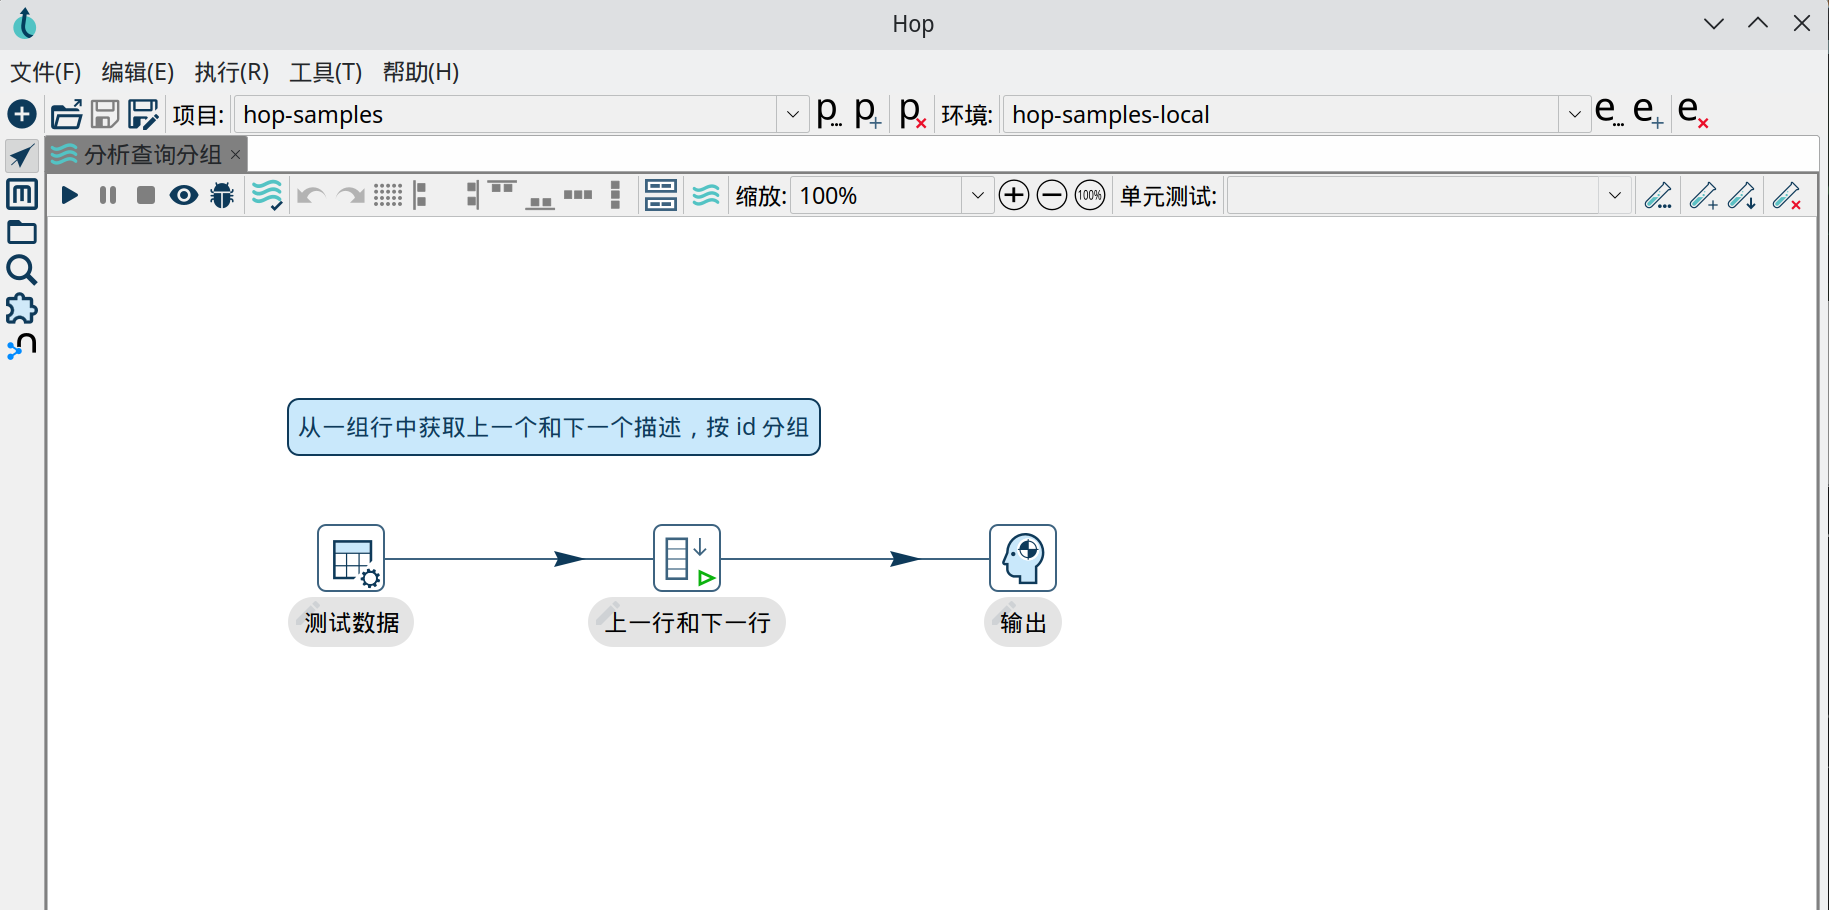 Hop
文件(F) 编辑(E) 执行(R) 工具(T) 帮助(H)
项目: hop-samples p... p+ p× 环境: hop-samples-local e... e+ e×
分析查询分组 ×
缩放: 100% 100% 单元测试:
从一组行中获取上一个和下一个描述，按 id 分组
测试数据 上一行和下一行 输出